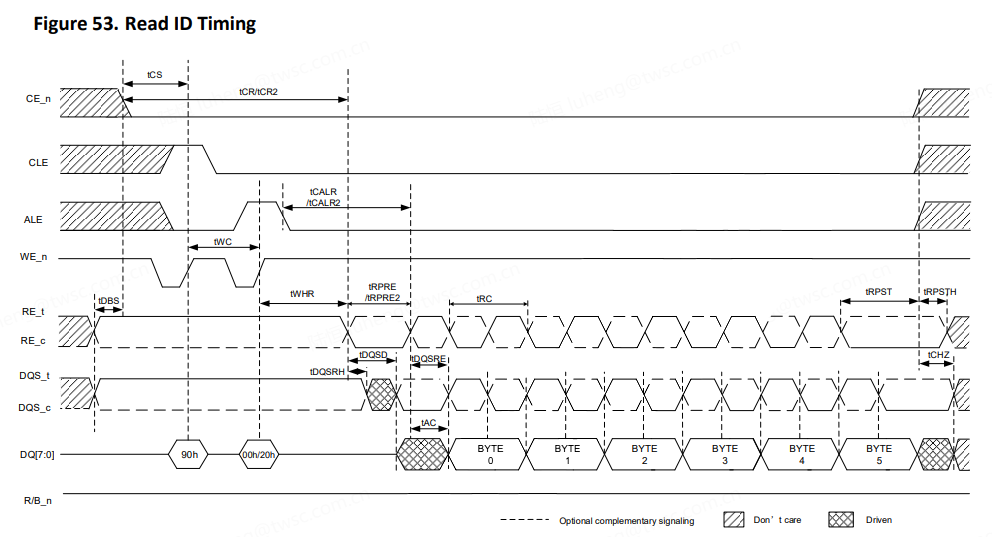 Figure 53. Read ID Timing
tCS
tCR/tCR2
CE_n
CLE
tCALR
/tCALR2
ALE
tWC
WE_n
tDBS
tWHR
tRPRE
/tRPRE2
tRC
tRPST
tRPSTH
RE_t
RE_c
tDQSD
tDQSRE
tCHZ
tDQSRH
DQS_t
DQS_c
tAC
DQ[7:0]
90h
00h/20h
BYTE
0
BYTE
1
BYTE
2
BYTE
3
BYTE
4
BYTE
5
R/B_n
Optional complementary signaling
Don't care
Driven